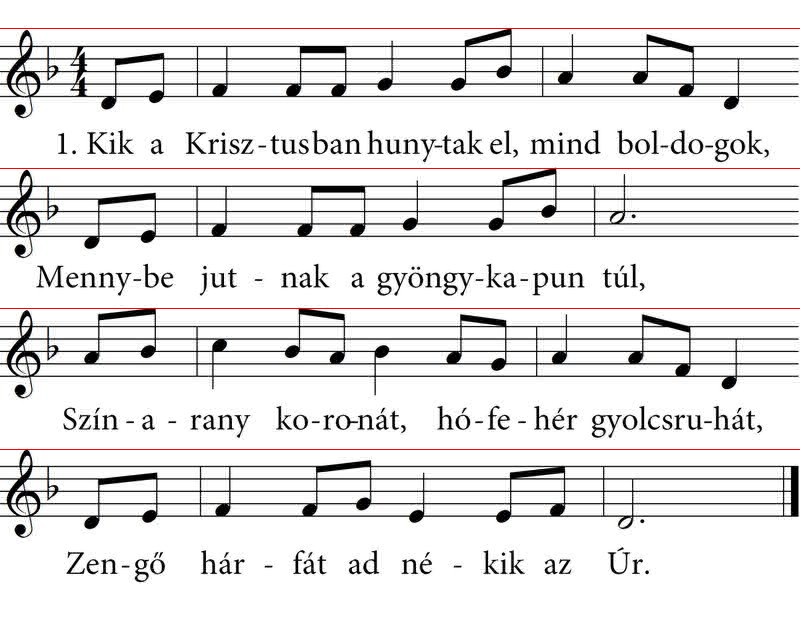 4
4
1. Kik a Krisz-tusban huny-tak el, mind bol-do-gok,
Menny-be jut - nak a gyöngy-ka-pun túl,
Szín-a - rany ko-ro-nát, hó-fe-hér gyolcsru-hát,
Zen-gő hár - fát ad né - kik az Úr.